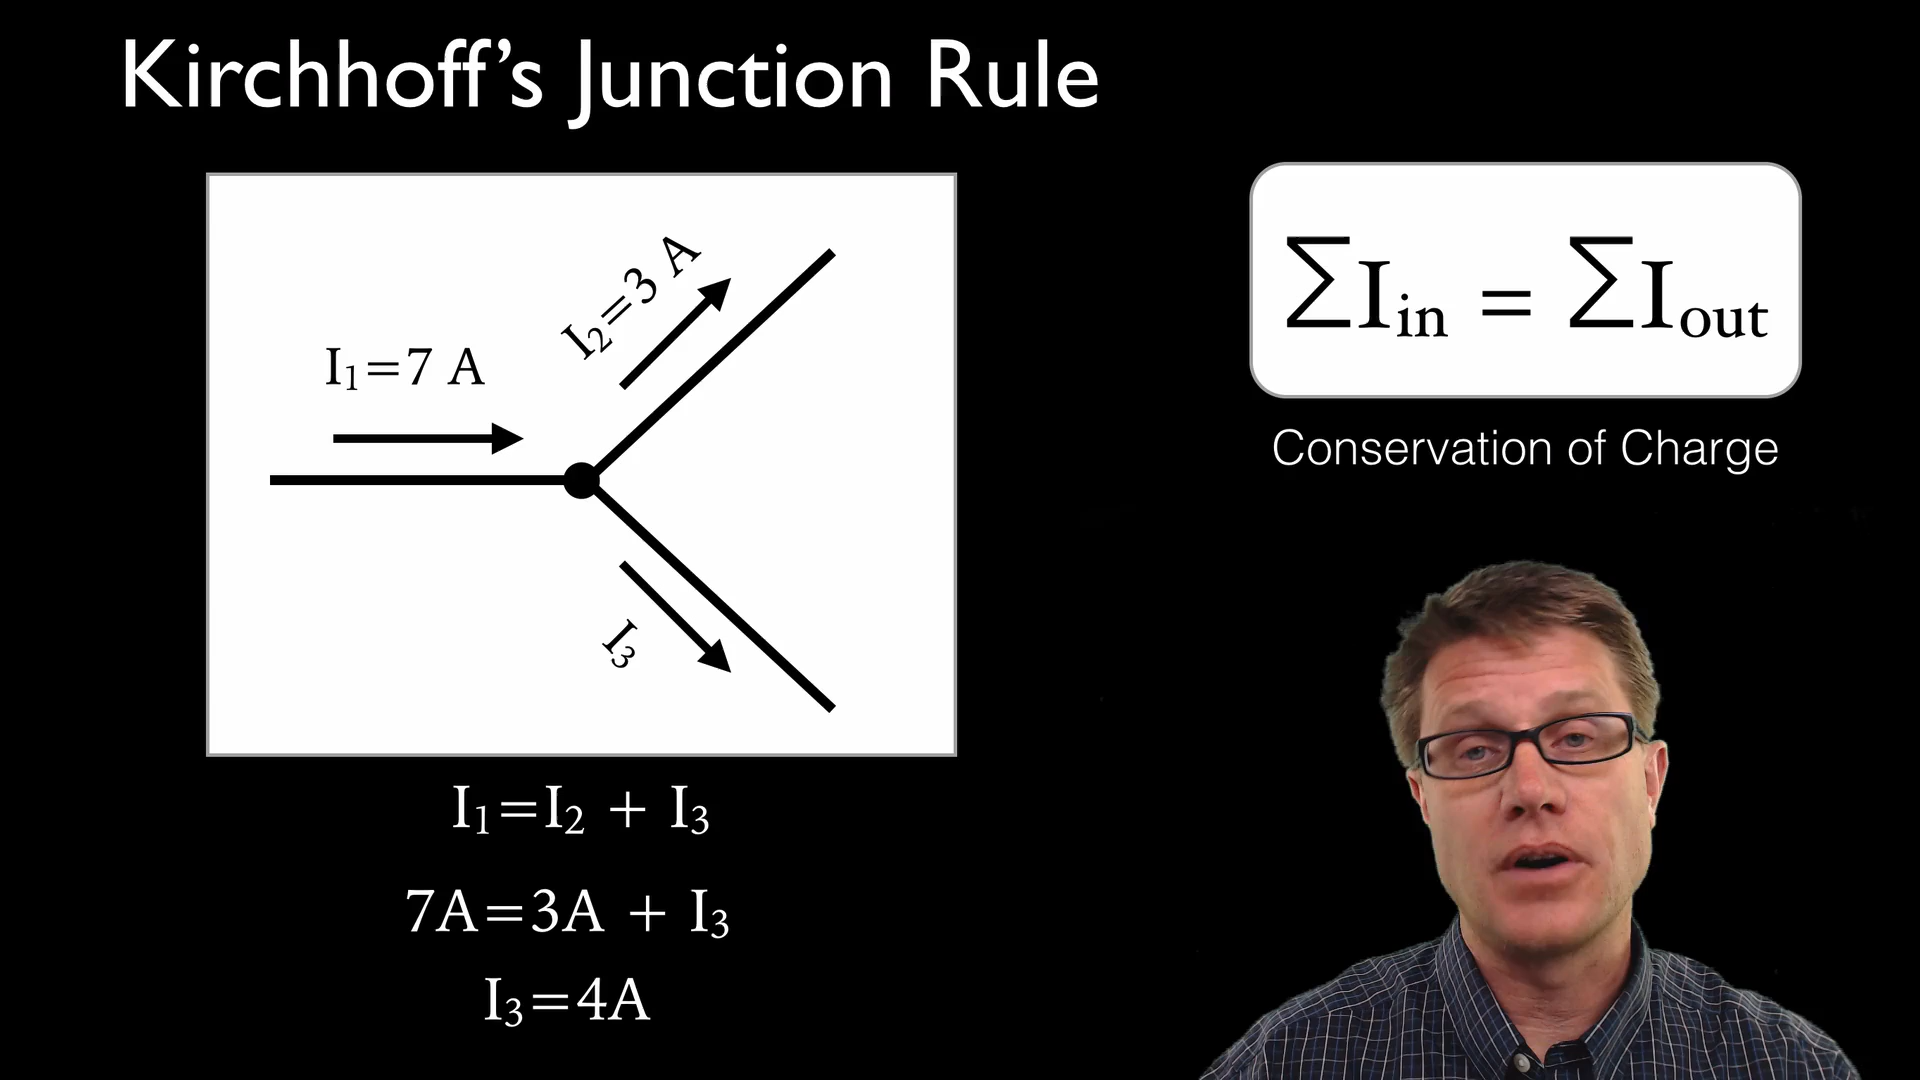 Kirchhoff's Junction Rule
I₁=7 A
I₂=3 A
I₃
I₁=I₂ + I₃
7A=3A + I₃
I₃=4A
∑Iin = ∑Iout
Conservation of Charge